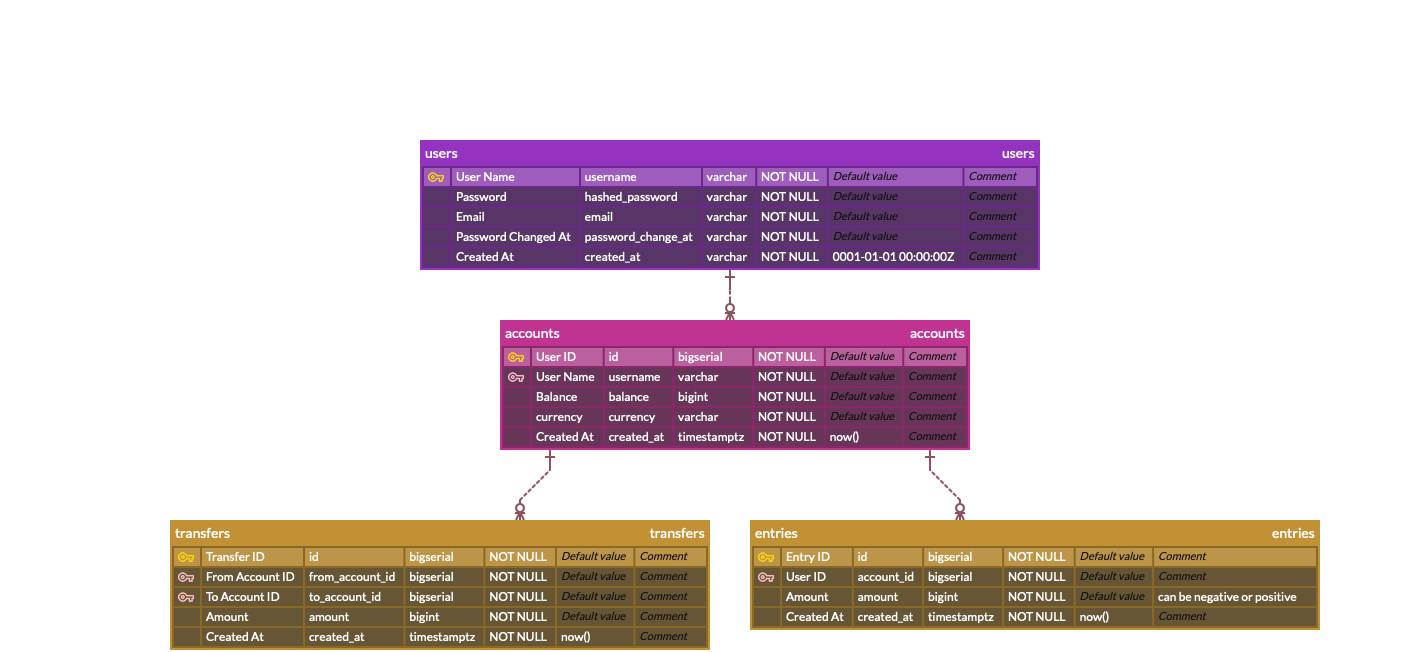 users users
User Name username varchar NOT NULL Default value Comment
Password hashed_password varchar NOT NULL Default value Comment
Email email varchar NOT NULL Default value Comment
Password Changed At password_change_at varchar NOT NULL Default value Comment
Created At created_at varchar NOT NULL 0001-01-01 00:00:00Z Comment
accounts accounts
User ID id bigserial NOT NULL Default value Comment
User Name username varchar NOT NULL Default value Comment
Balance balance bigint NOT NULL Default value Comment
currency currency varchar NOT NULL Default value Comment
Created At created_at timestamptz NOT NULL now() Comment
transfers transfers
Transfer ID id bigserial NOT NULL Default value Comment
From Account ID from_account_id bigserial NOT NULL Default value Comment
To Account ID to_account_id bigserial NOT NULL Default value Comment
Amount amount bigint NOT NULL Default value Comment
Created At created_at timestamptz NOT NULL now() Comment
entries entries
Entry ID id bigserial NOT NULL Default value Comment
User ID account_id bigserial NOT NULL Default value Comment
Amount amount bigint NOT NULL Default value can be negative or positive
Created At created_at timestamptz NOT NULL now() Comment